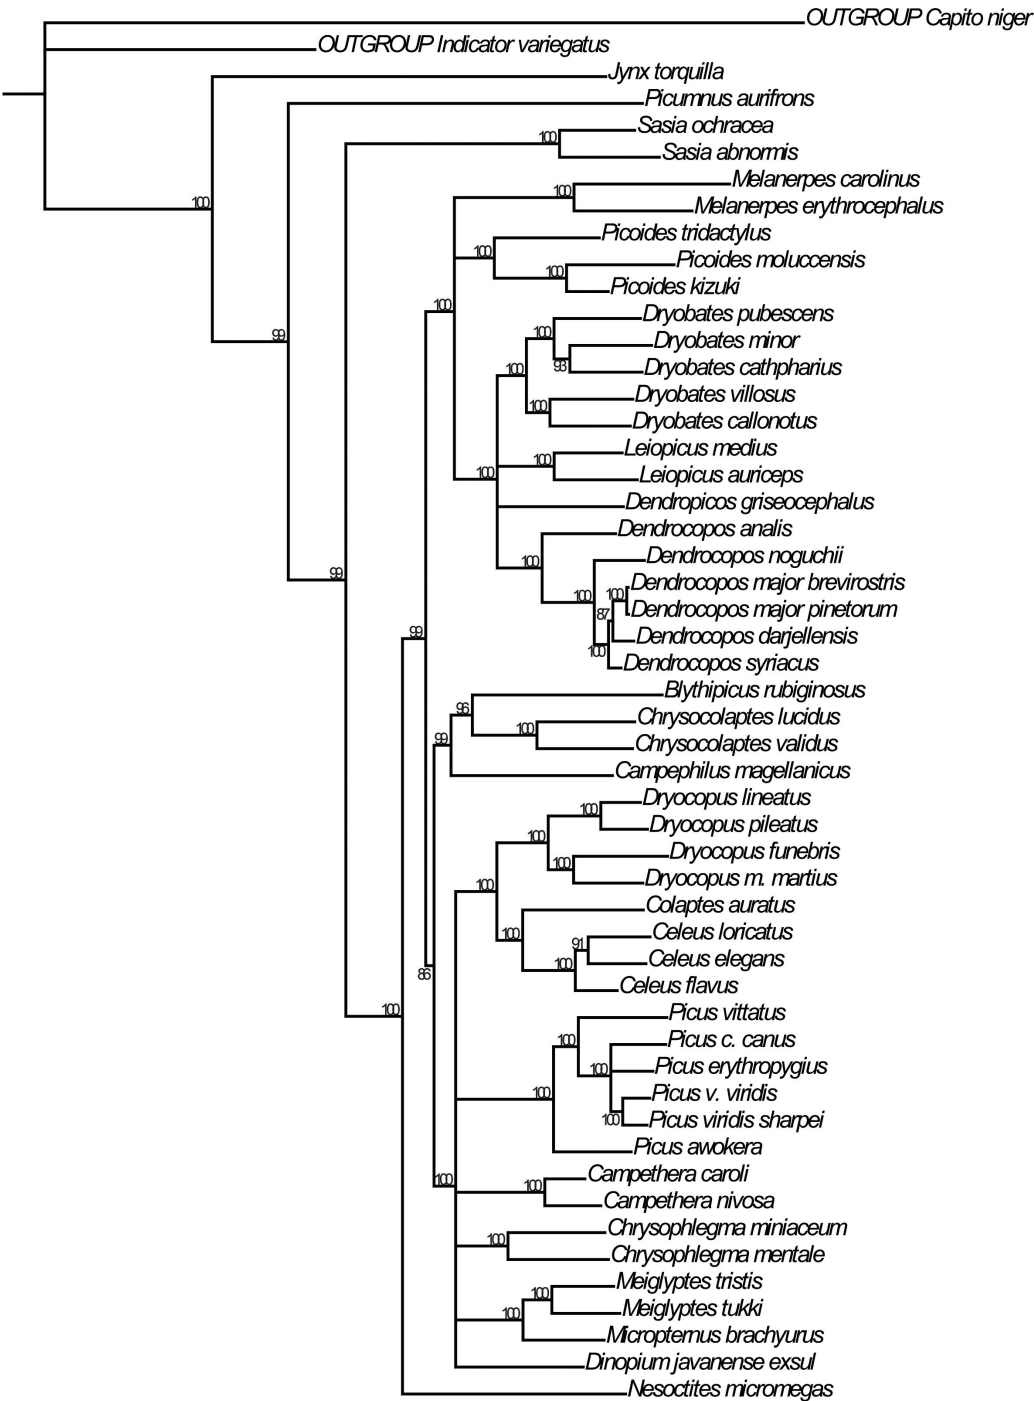 OUTGROUP Capito niger
OUTGROUP Indicator variegatus
Jynx torquilla
Picumnus aurifrons
Sasia ochracea
100
Sasia abnormis
Melanerpes carolinus
100
100
Melanerpes erythrocephalus
Picoides tridactylus
100
Picoides moluccensis
100
Picoides kizuki
100
Dryobates pubescens
100
99
Dryobates minor
93
100
Dryobates cathpharius
Dryobates villosus
100
Dryobates callonotus
Leiopicus medius
100
100
Leiopicus auriceps
Dendropicos griseocephalus
Dendrocopos analis
100
Dendrocopos noguchii
99
Dendrocopos major brevirostris
100
100
Dendrocopos major pinetorum
87
Dendrocopos darjellensis
99
100
Dendrocopos syriacus
Blythipicus rubiginosus
96
Chrysocolaptes lucidus
100
99
Chrysocolaptes validus
Campephilus magellanicus
Dryocopus lineatus
100
Dryocopus pileatus
100
Dryocopus funebris
100
100
Dryocopus m. martius
Colaptes auratus
100
Celeus loricatus
91
Celeus elegans
100
86
Celeus flavus
100
Picus vittatus
100
Picus c. canus
100
Picus erythropygius
100
Picus v. viridis
100
Picus viridis sharpei
Picus awokera
Campethera caroli
100
100
Campethera nivosa
Chrysophlegma miniaceum
100
Chrysophlegma mentale
Meiglyptes tristis
100
Meiglyptes tukki
100
Micropternus brachyurus
Dinopium javanense exsul
Nesoctites micromegas